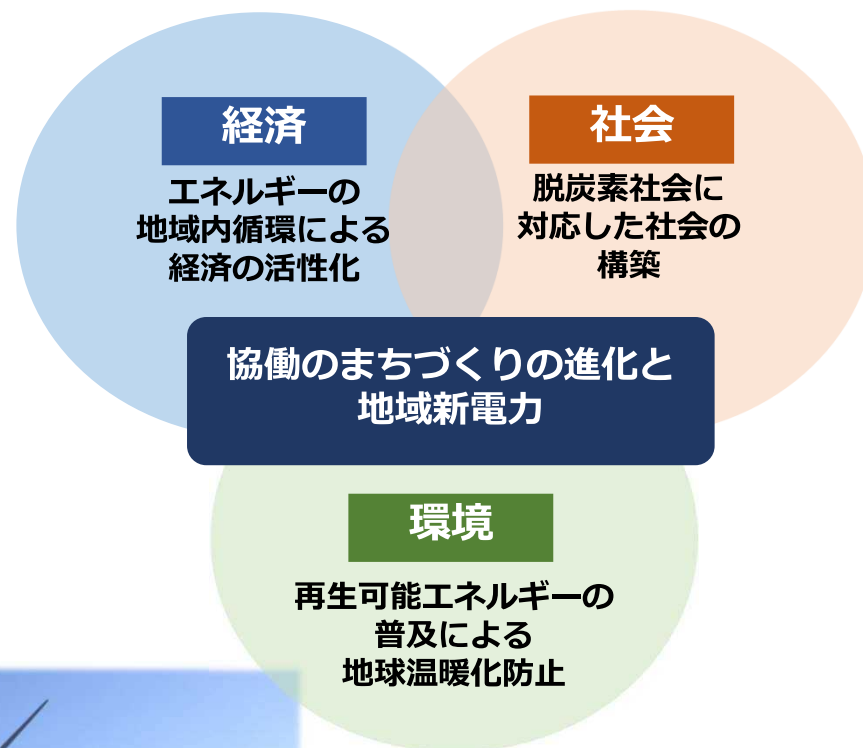 経済
エネルギーの
地域内循環による
経済の活性化
社会
脱炭素社会に
対応した社会の
構築
協働のまちづくりの進化と
地域新電力
環境
再生可能エネルギーの
普及による
地球温暖化防止